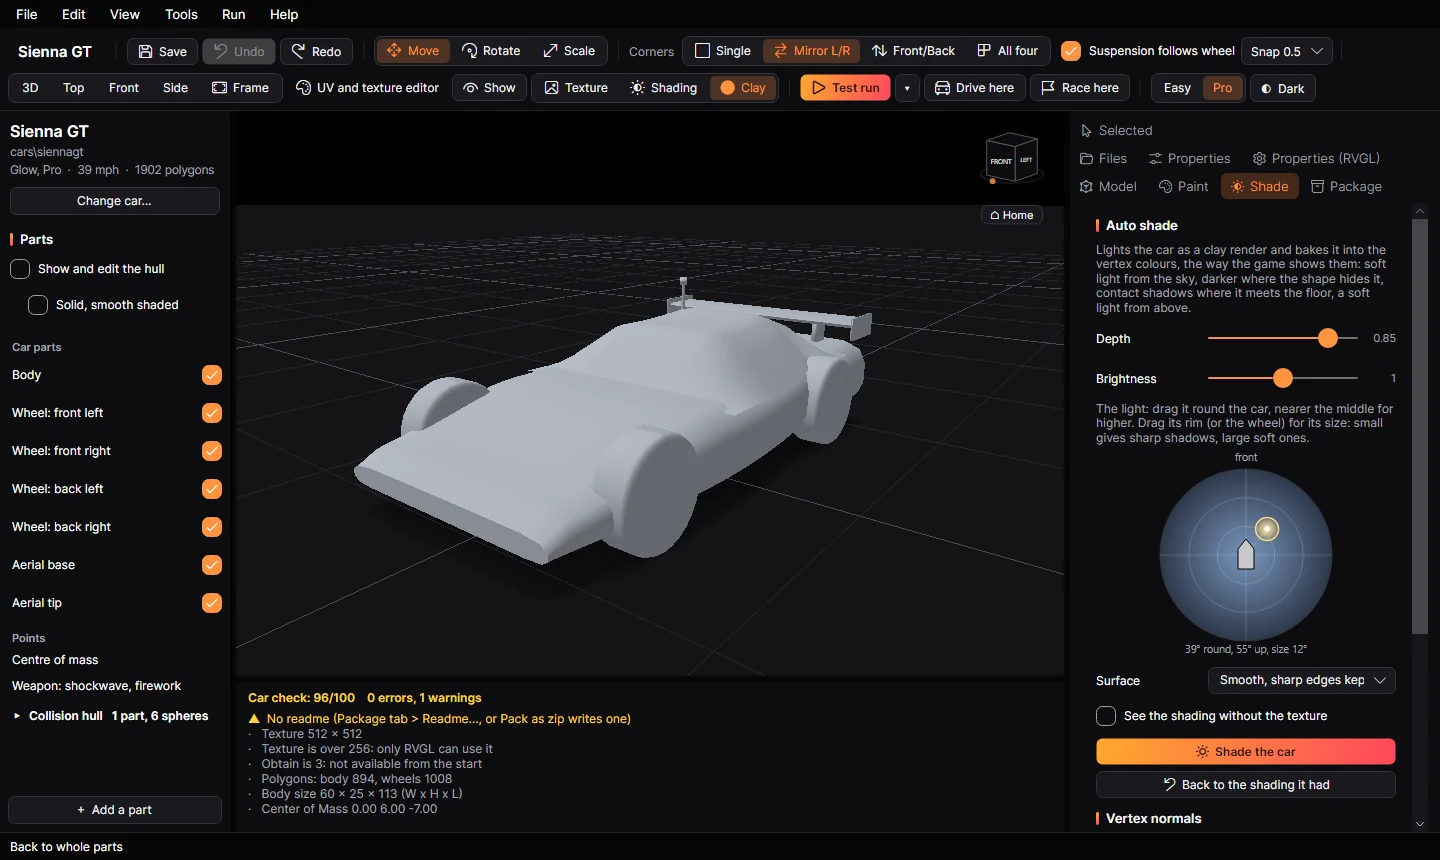 File Edit View Tools Run Help
Sienna GT Save Undo Redo Move Rotate Scale Corners Single Mirror L/R Front/Back All four Suspension follows wheel Snap 0.5
3D Top Front Side Frame UV and texture editor Show Texture Shading Clay Test run Drive here Race here Easy Pro Dark
Sienna GT
cars\siennagt
Glow, Pro · 39 mph · 1902 polygons
Change car...
Parts
Show and edit the hull
Solid, smooth shaded
Car parts
Body
Wheel: front left
Wheel: front right
Wheel: back left
Wheel: back right
Aerial base
Aerial tip
Points
Centre of mass
Weapon: shockwave, firework
Collision hull 1 part, 6 spheres
+ Add a part
Back to whole parts
FRONT LEFT
Home
Car check: 96/100 0 errors, 1 warnings
No readme (Package tab > Readme..., or Pack as zip writes one)
· Texture 512 × 512
· Texture is over 256: only RVGL can use it
· Obtain is 3: not available from the start
· Polygons: body 894, wheels 1008
· Body size 60 × 25 × 113 (W x H x L)
· Center of Mass 0.00 6.00 -7.00
Selected
Files Properties Properties (RVGL)
Model Paint Shade Package
Auto shade
Lights the car as a clay render and bakes it into the
vertex colours, the way the game shows them: soft
light from the sky, darker where the shape hides it,
contact shadows where it meets the floor, a soft
light from above.
Depth 0.85
Brightness 1
The light: drag it round the car, nearer the middle for
higher. Drag its rim (or the wheel) for its size: small
gives sharp shadows, large soft ones.
front
39° round, 55° up, size 12°
Surface Smooth, sharp edges kep
See the shading without the texture
Shade the car
Back to the shading it had
Vertex normals